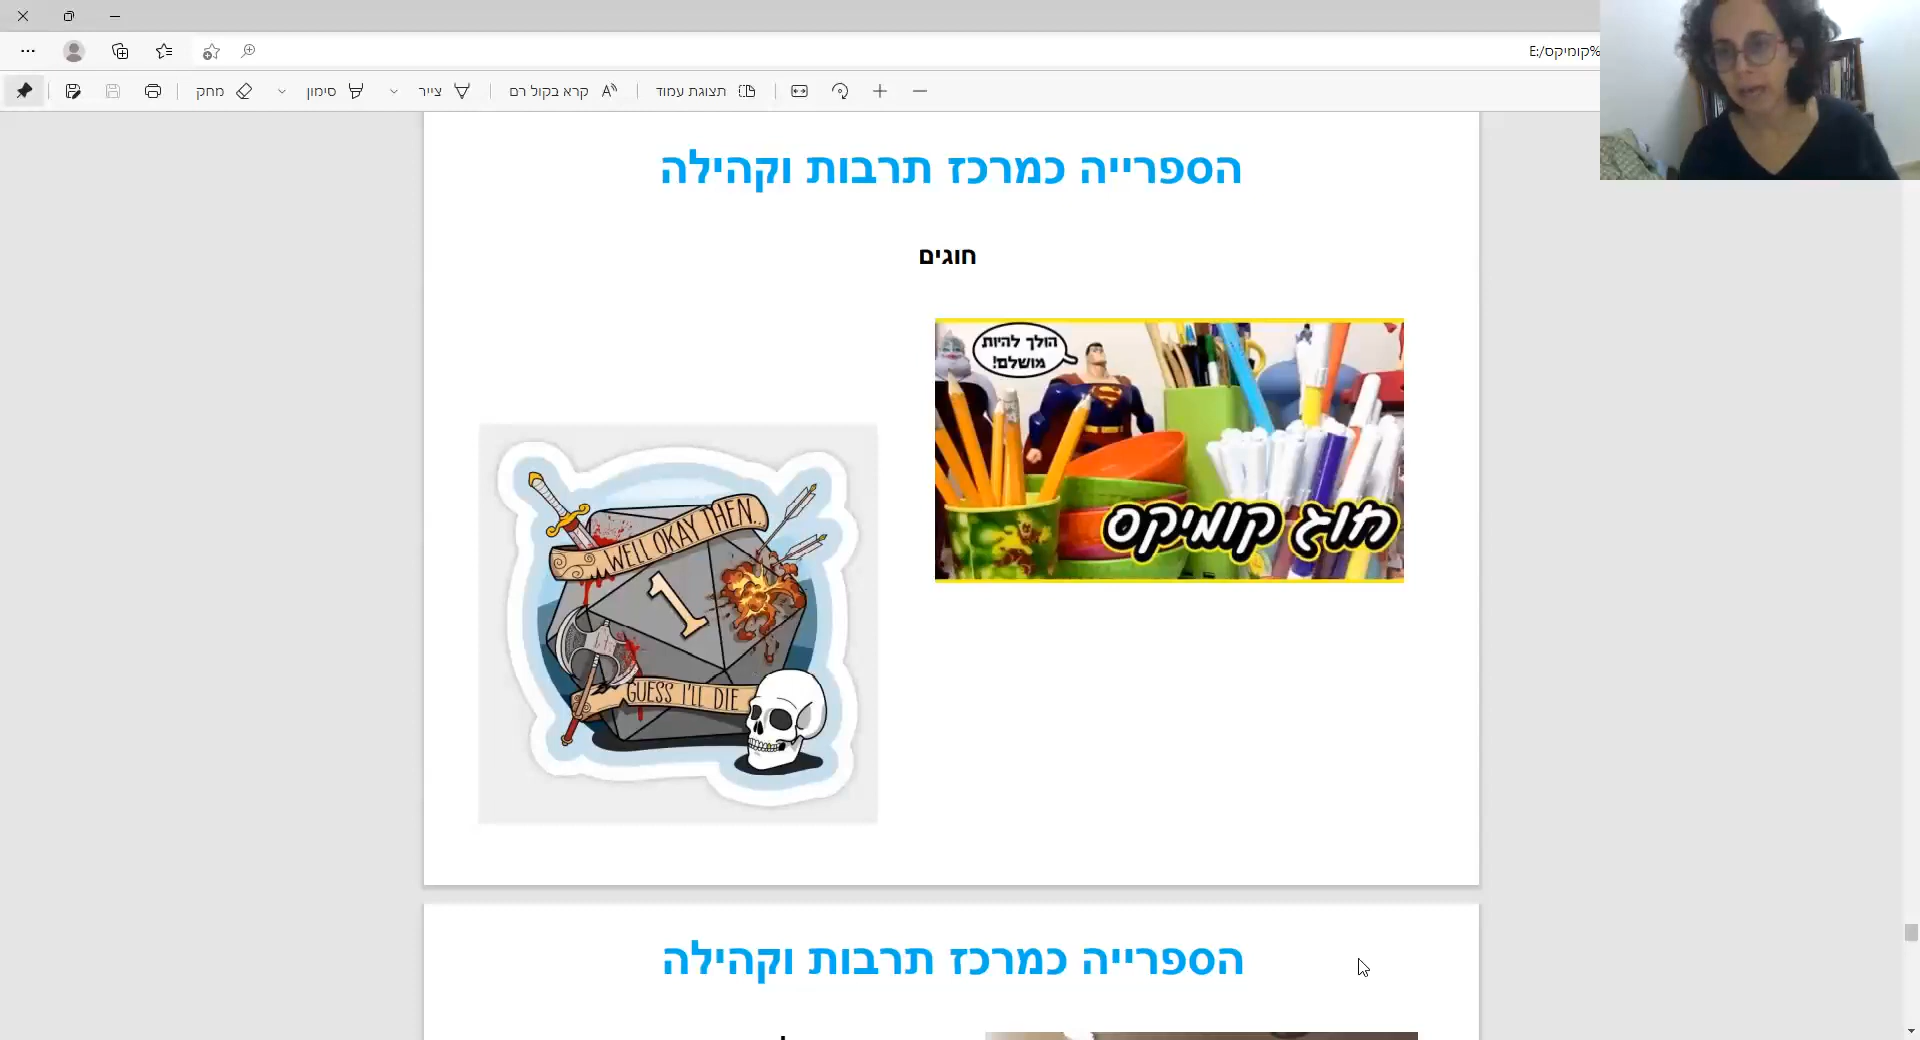 E:/קומיקס%
מחק
סימון
צייר
קרא בקול רם
תצוגת עמוד
הספרייה כמרכז תרבות וקהילה
חוגים
הולך להיות
מושלם!
חוג קומיקס
WELL OKAY THEN..
1
GUESS I'LL DIE
הספרייה כמרכז תרבות וקהילה